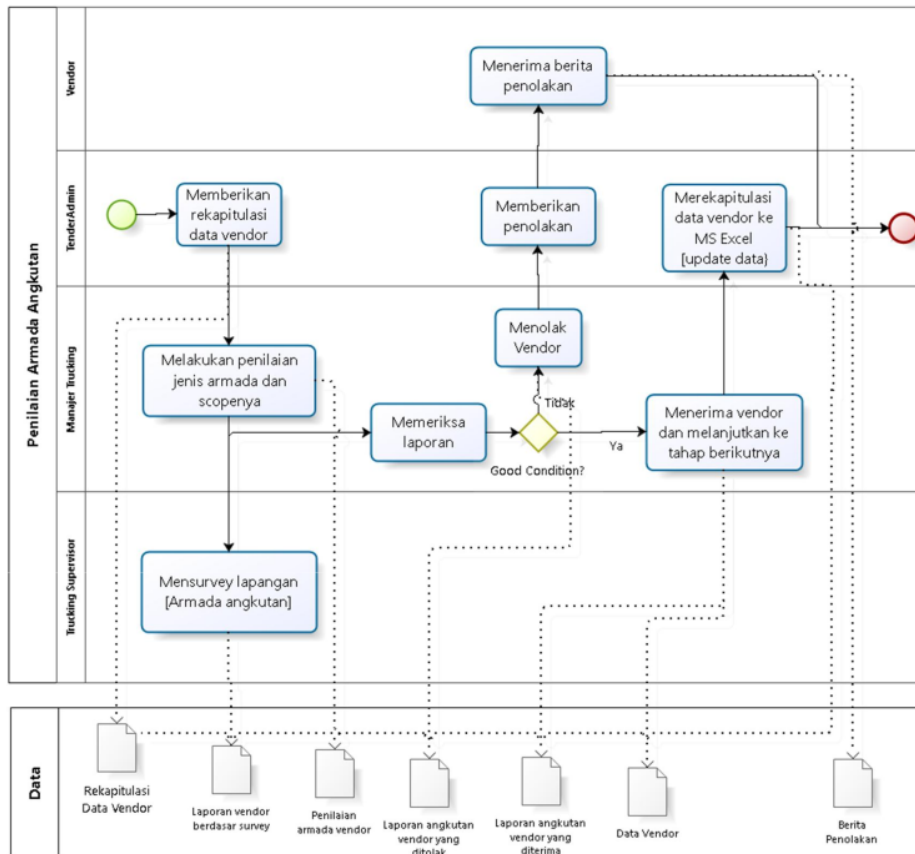 Penilaian Armada Angkutan
Vendor
Menerima berita
penolakan
TenderAdmin
Memberikan
rekapitulasi
data vendor
Memberikan
penolakan
Merekapitulasi
data vendor ke
MS Excel
[update data)
Manajer Trucking
Melakukan penilaian
jenis armada dan
scopenya
Memeriksa
laporan
Menolak
Vendor
Tidak
Good Condition?
Ya
Menerima vendor
dan melanjutkan ke
tahap berikutnya
Trucking Supervisor
Mensurvey lapangan
[Armada angkutan]
Data
Rekapitulasi
Data Vendor
Laporan vendor
berdasar survey
Penilaian
armada vendor
Laporan angkutan
vendor yang
ditolak
Laporan angkutan
vendor yang
diterima
Data Vendor
Berita
Penolakan